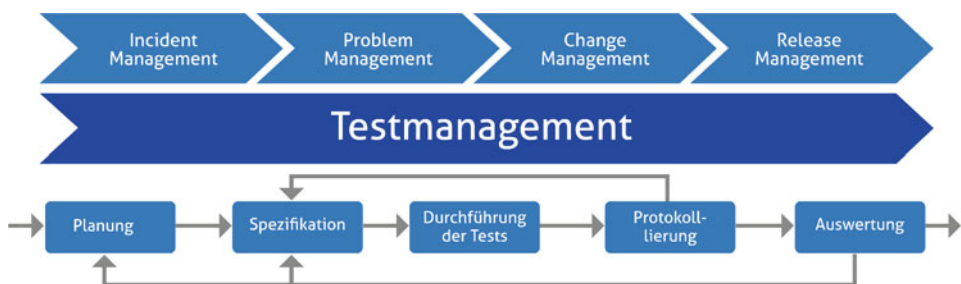 Incident
Management
Problem
Management
Change
Management
Release
Management
Testmanagement
Planung
Spezifikation
Durchführung
der Tests
Protokoll-
lierung
Auswertung